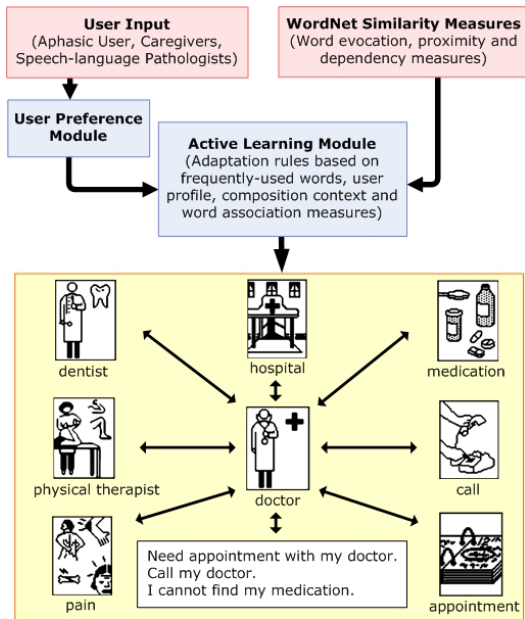 User Input
(Aphasic User, Caregivers,
Speech-language Pathologists)
WordNet Similarity Measures
(Word evocation, proximity and
dependency measures)
User Preference
Module
Active Learning Module
(Adaptation rules based on
frequently-used words, user
profile, composition context and
word association measures)
dentist
hospital
medication
physical therapist
doctor
call
pain
Need appointment with my doctor.
Call my doctor.
I cannot find my medication.
appointment